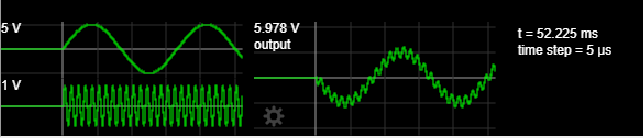 5 V
1 V
5.978 V
output
t = 52.225 ms
time step = 5 μs